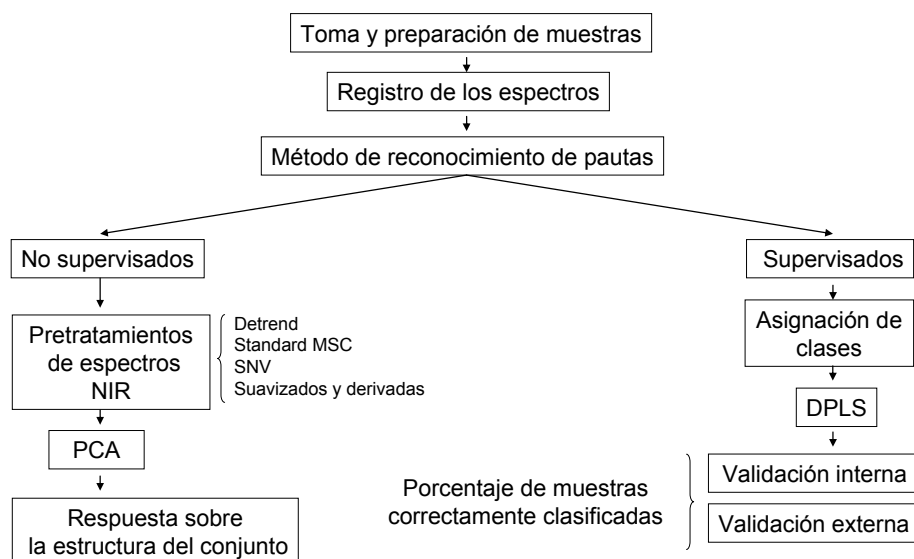 Toma y preparación de muestras
Registro de los espectros
Método de reconocimiento de pautas
No supervisados
Pretratamientos
de espectros
NIR
Detrend
Standard MSC
SNV
Suavizados y derivadas
PCA
Respuesta sobre
la estructura del conjunto
Supervisados
Asignación de
clases
DPLS
Validación interna
Validación externa
Porcentaje de muestras
correctamente clasificadas